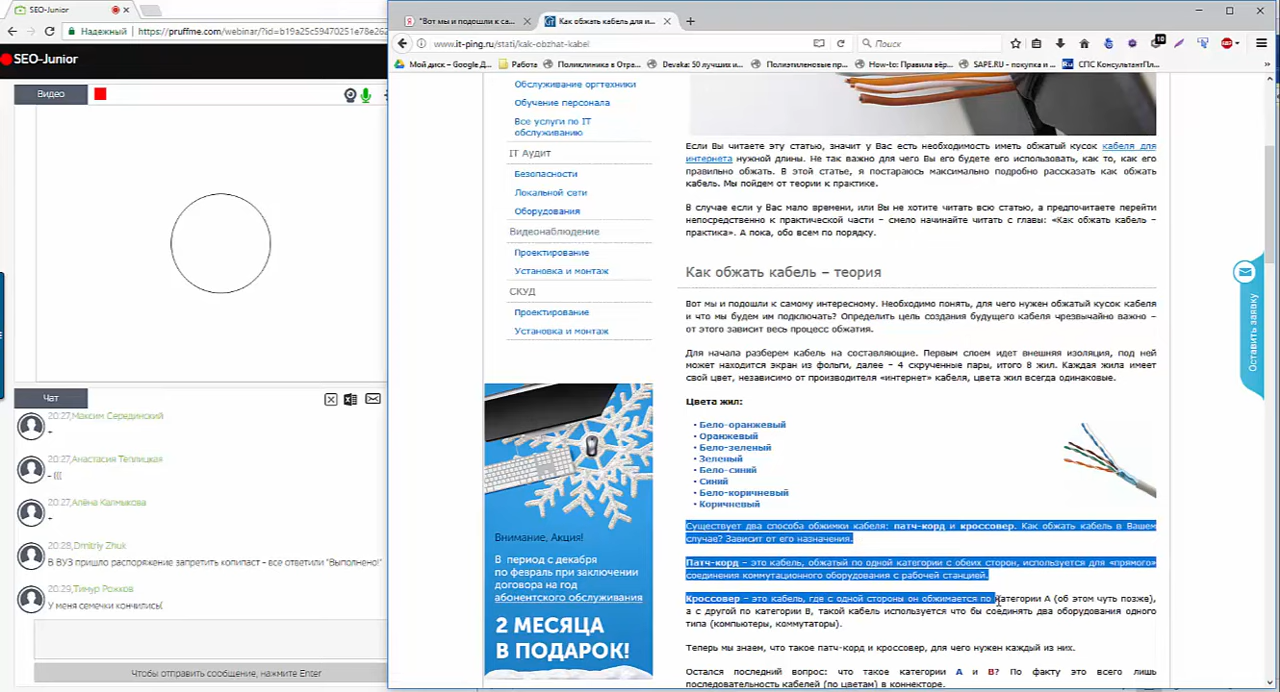 SEO-Junior
Надежный
https://pruffme.com/webinar/?id=b19a25c59470251e78e262
SEO-Junior
Видео
Чат
20:27,Максим Серединский
-
20:27,Анастасия Теплицкая
- (((
20:27,Алёна Калмыкова
-
20:28,Dmitriy Zhuk
В ВУЗ пришло распоряжение запретить копипаст - все ответили "Выполнено!"
20:29,Тимур Рожков
У меня семечки кончились(
Чтобы отправить сообщение, нажмите Enter
"Вот мы и подошли к са...
Как обжать кабель для и...
www.it-ping.ru/stati/kak-obzhat-kabel
Поиск
10
Мой диск – Google Д...
Работа
Поликлиника в Отра...
Devaka: 50 лучших и...
Полиэтиленовые пр...
How-to: Правила вёр...
SAPE.RU - покупка и ...
СПС КонсультантПл...
Обслуживание оргтехники
Обучение персонала
Все услуги по IT
обслуживанию
IT Аудит
Безопасности
Локальной сети
Оборудования
Видеонаблюдение
Проектирование
Установка и монтаж
СКУД
Проектирование
Установка и монтаж
Внимание, Акция!
В период с декабря
по февраль при заключении
договора на год
абонентского обслуживания
2 МЕСЯЦА
В ПОДАРОК!
Если Вы читаете эту статью, значит у Вас есть необходимость иметь обжатый кусок кабеля для
интернета нужной длины. Не так важно для чего Вы его будете его использовать, как то, как его
правильно обжать. В этой статье, я постараюсь максимально подробно рассказать как обжать
кабель. Мы пойдем от теории к практике.
В случае если у Вас мало времени, или Вы не хотите читать всю статью, а предпочитаете перейти
непосредственно к практической части – смело начинайте читать с главы: «Как обжать кабель –
практика». А пока, обо всем по порядку.
Как обжать кабель – теория
Вот мы и подошли к самому интересному. Необходимо понять, для чего нужен обжатый кусок кабеля
и что мы будем им подключать? Определить цель создания будущего кабеля чрезвычайно важно –
от этого зависит весь процесс обжатия.
Для начала разберем кабель на составляющие. Первым слоем идет внешняя изоляция, под ней
может находится экран из фольги, далее – 4 скрученные пары, итого 8 жил. Каждая жила имеет
свой цвет, независимо от производителя «интернет» кабеля, цвета жил всегда одинаковые.
Цвета жил:
• Бело-оранжевый
• Оранжевый
• Бело-зеленый
• Зеленый
• Бело-синий
• Синий
• Бело-коричневый
• Коричневый
Существует два способа обжимки кабеля: патч-корд и кроссовер. Как обжать кабель в Вашем
случае? Зависит от его назначения.
Патч-корд – это кабель, обжатый по одной категории с обеих сторон, используется для «прямого»
соединения коммутационного оборудования с рабочей станцией.
Кроссовер – это кабель, где с одной стороны он обжимается по категории А (об этом чуть позже),
а с другой по категории В, такой кабель используется что бы соединять два оборудования одного
типа (компьютеры, коммутаторы).
Теперь мы знаем, что такое патч-корд и кроссовер, для чего нужен каждый из них.
Остался последний вопрос: что такое категории А и В? По факту это всего лишь
последовательность кабелей (по цветам) в коннекторе.
Оставить заявку